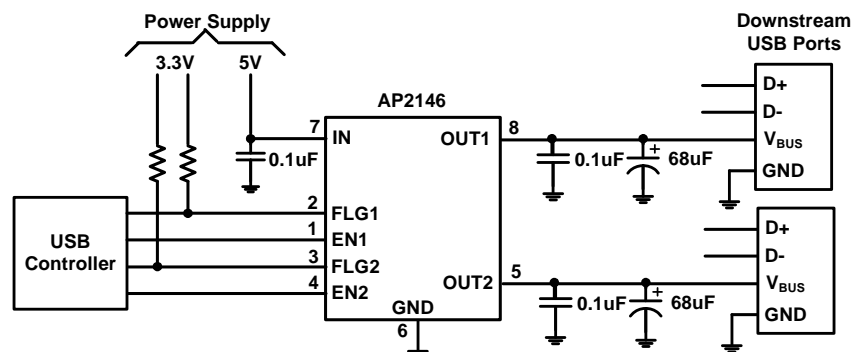 Power Supply
3.3V
5V
Downstream
USB Ports
AP2146
D+
D-
VBUS
GND
7
IN
OUT1
8
0.1uF
0.1uF
+
68uF
USB
Controller
2
FLG1
1
EN1
3
FLG2
4
EN2
GND
6
OUT2
5
0.1uF
+
68uF
D+
D-
VBUS
GND